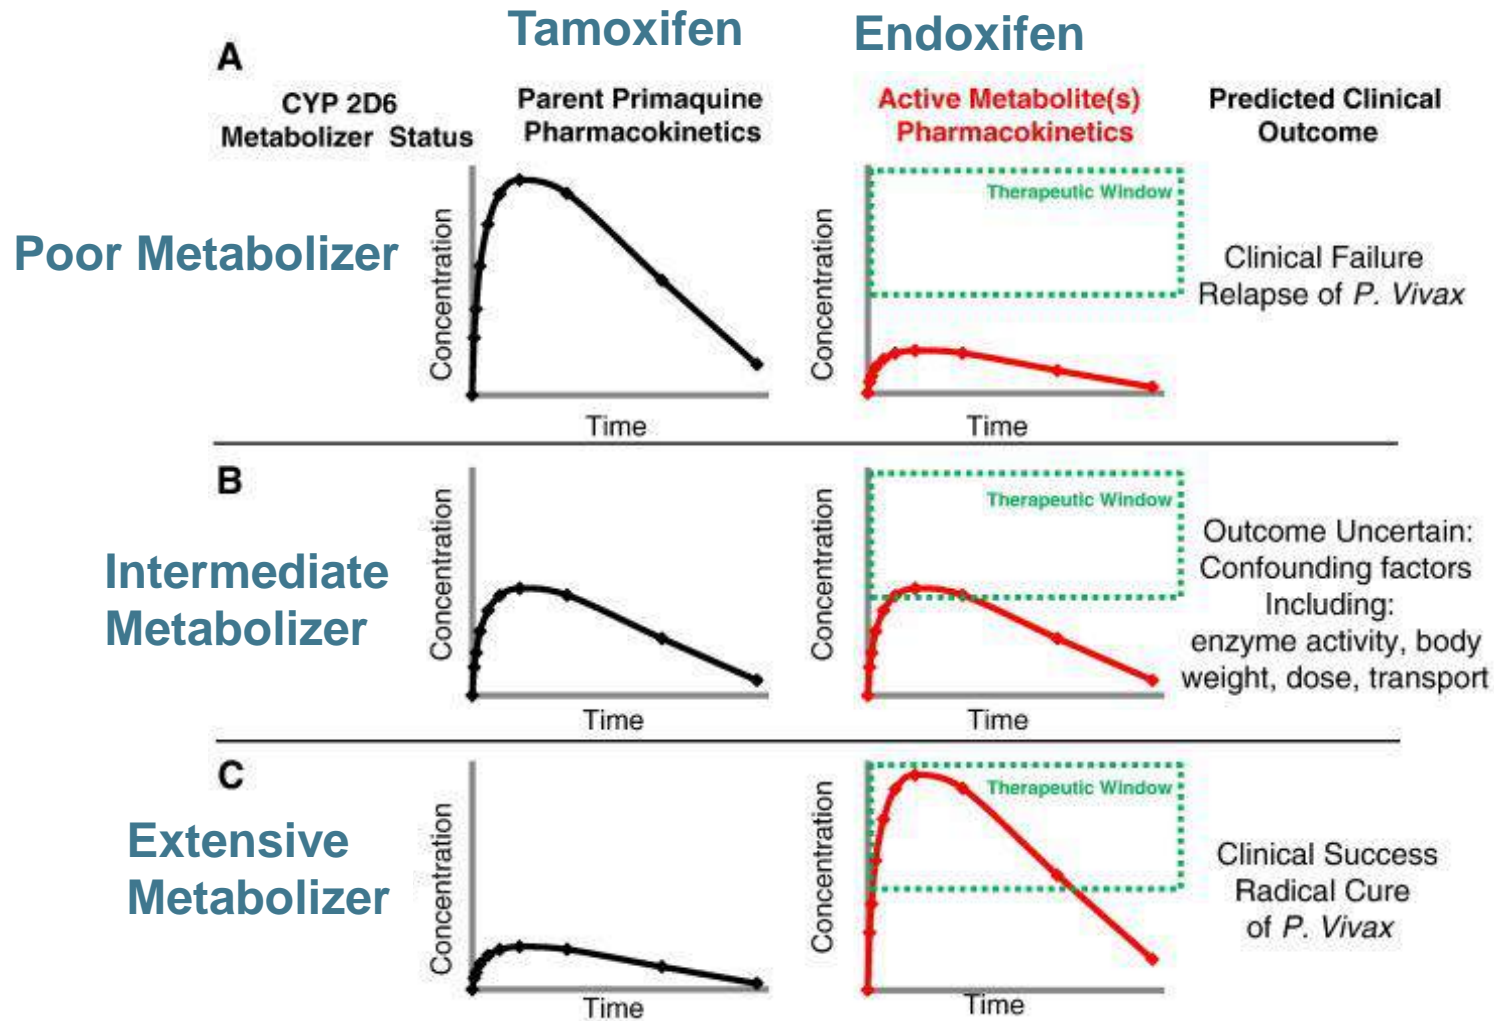 Tamoxifen
Endoxifen
A
CYP 2D6
Metabolizer Status
Parent Primaquine
Pharmacokinetics
Active Metabolite(s)
Pharmacokinetics
Predicted Clinical
Outcome
Poor Metabolizer
Concentration
Time
Concentration
Therapeutic Window
Time
Clinical Failure
Relapse of P. Vivax
B
Intermediate
Metabolizer
Concentration
Time
Concentration
Therapeutic Window
Time
Outcome Uncertain:
Confounding factors
Including:
enzyme activity, body
weight, dose, transport
C
Extensive
Metabolizer
Concentration
Time
Concentration
Therapeutic Window
Time
Clinical Success
Radical Cure
of P. Vivax